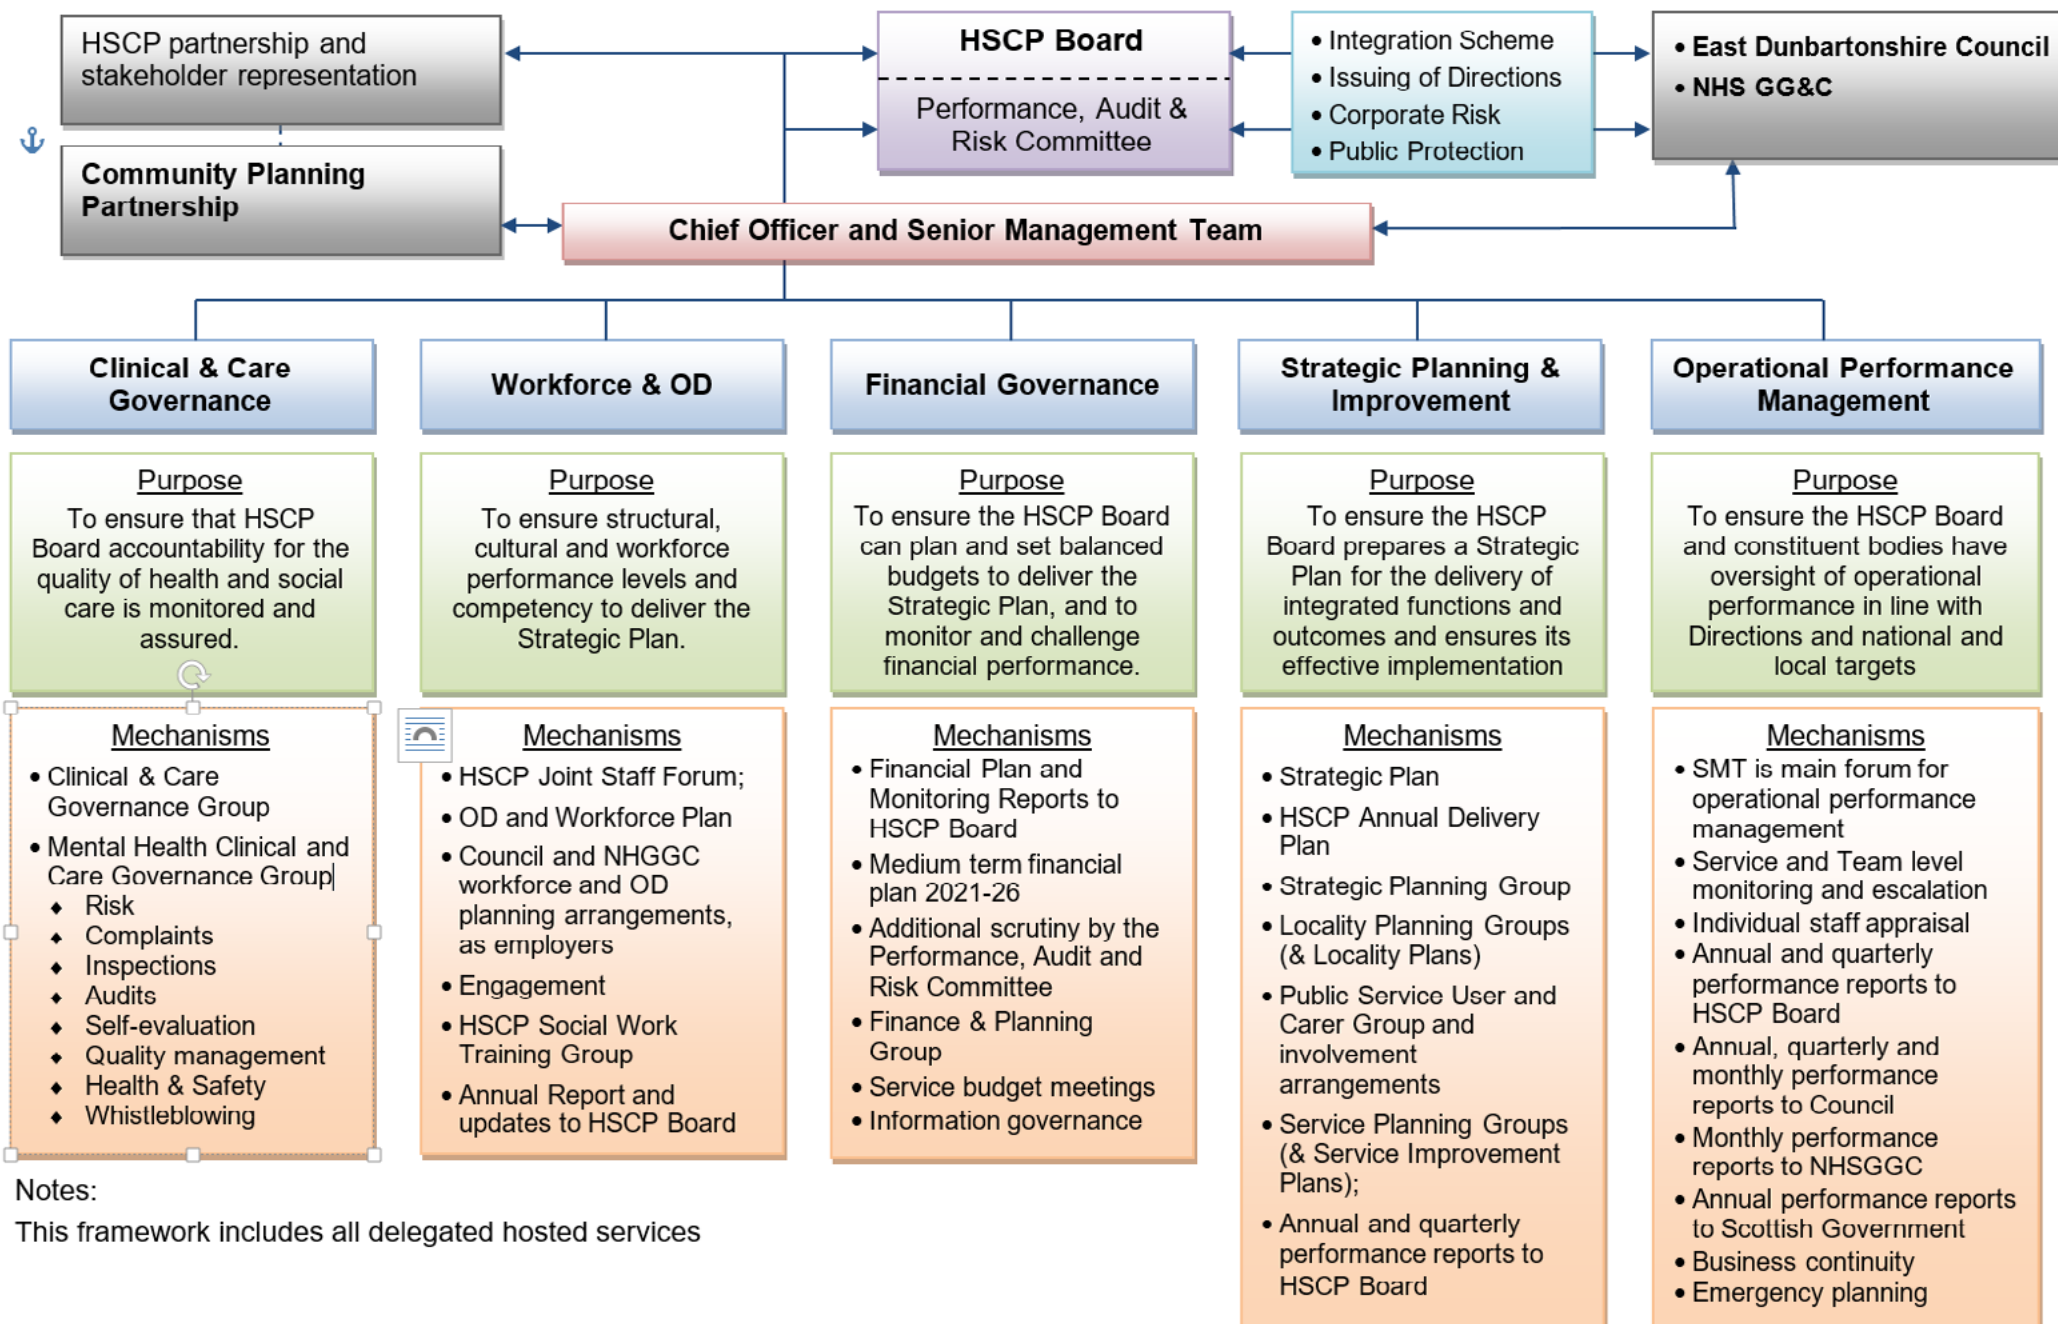 HSCP partnership and
stakeholder representation
Community Planning
Partnership
HSCP Board
Performance, Audit &
Risk Committee
• Integration Scheme
• Issuing of Directions
• Corporate Risk
• Public Protection
• East Dunbartonshire Council
• NHS GG&C
Chief Officer and Senior Management Team
Clinical & Care
Governance
Purpose
To ensure that HSCP
Board accountability for the
quality of health and social
care is monitored and
assured.
Mechanisms
• Clinical & Care
Governance Group
• Mental Health Clinical and
Care Governance Group
◆ Risk
◆ Complaints
◆ Inspections
◆ Audits
◆ Self-evaluation
◆ Quality management
◆ Health & Safety
◆ Whistleblowing
Workforce & OD
Purpose
To ensure structural,
cultural and workforce
performance levels and
competency to deliver the
Strategic Plan.
Mechanisms
• HSCP Joint Staff Forum;
• OD and Workforce Plan
• Council and NHGGC
workforce and OD
planning arrangements,
as employers
• Engagement
• HSCP Social Work
Training Group
• Annual Report and
updates to HSCP Board
Financial Governance
Purpose
To ensure the HSCP Board
can plan and set balanced
budgets to deliver the
Strategic Plan, and to
monitor and challenge
financial performance.
Mechanisms
• Financial Plan and
Monitoring Reports to
HSCP Board
• Medium term financial
plan 2021-26
• Additional scrutiny by the
Performance, Audit and
Risk Committee
• Finance & Planning
Group
• Service budget meetings
• Information governance
Strategic Planning &
Improvement
Purpose
To ensure the HSCP
Board prepares a Strategic
Plan for the delivery of
integrated functions and
outcomes and ensures its
effective implementation
Mechanisms
• Strategic Plan
• HSCP Annual Delivery
Plan
• Strategic Planning Group
• Locality Planning Groups
(& Locality Plans)
• Public Service User and
Carer Group and
involvement
arrangements
• Service Planning Groups
(& Service Improvement
Plans);
• Annual and quarterly
performance reports to
HSCP Board
Operational Performance
Management
Purpose
To ensure the HSCP Board
and constituent bodies have
oversight of operational
performance in line with
Directions and national and
local targets
Mechanisms
• SMT is main forum for
operational performance
management
• Service and Team level
monitoring and escalation
• Individual staff appraisal
• Annual and quarterly
performance reports to
HSCP Board
• Annual, quarterly and
monthly performance
reports to Council
• Monthly performance
reports to NHSGGC
• Annual performance reports
to Scottish Government
• Business continuity
• Emergency planning
Notes:
This framework includes all delegated hosted services